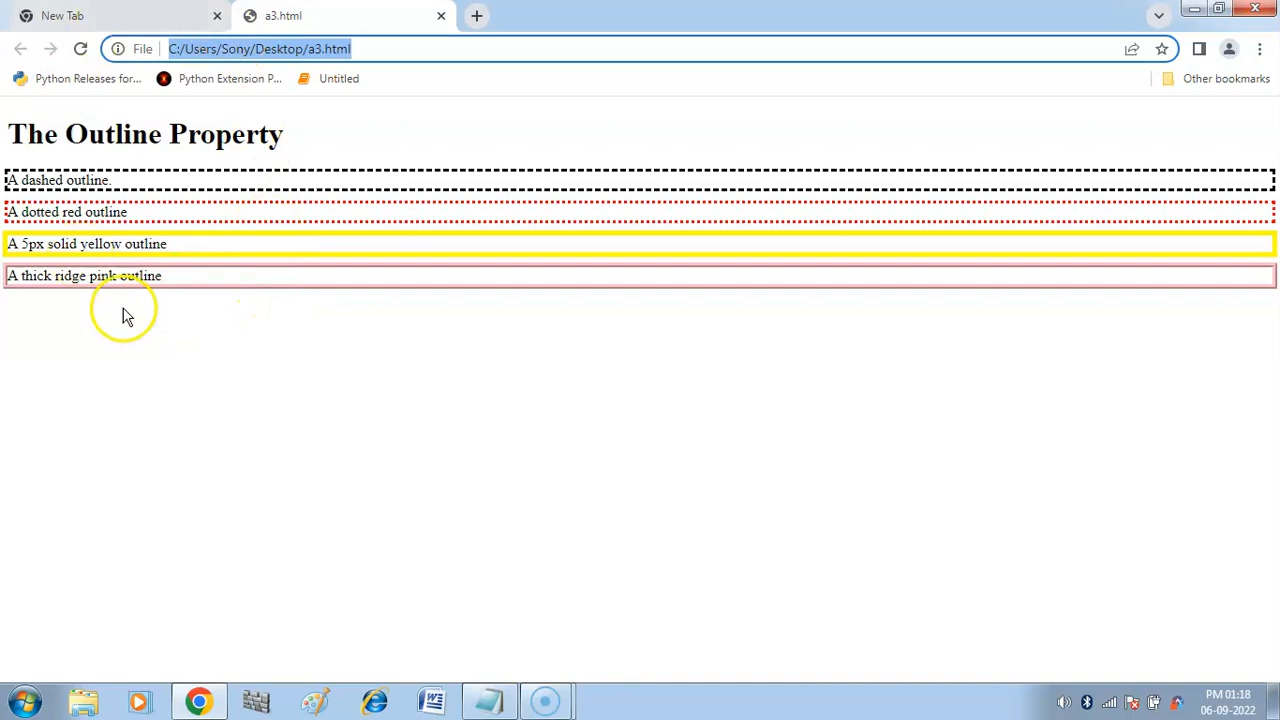 New Tab
a3.html
File
C:/Users/Sony/Desktop/a3.html
Python Releases for...
Python Extension P...
Untitled
Other bookmarks
The Outline Property
A dashed outline.
A dotted red outline
A 5px solid yellow outline
A thick ridge pink outline
PM 01:18
06-09-2022